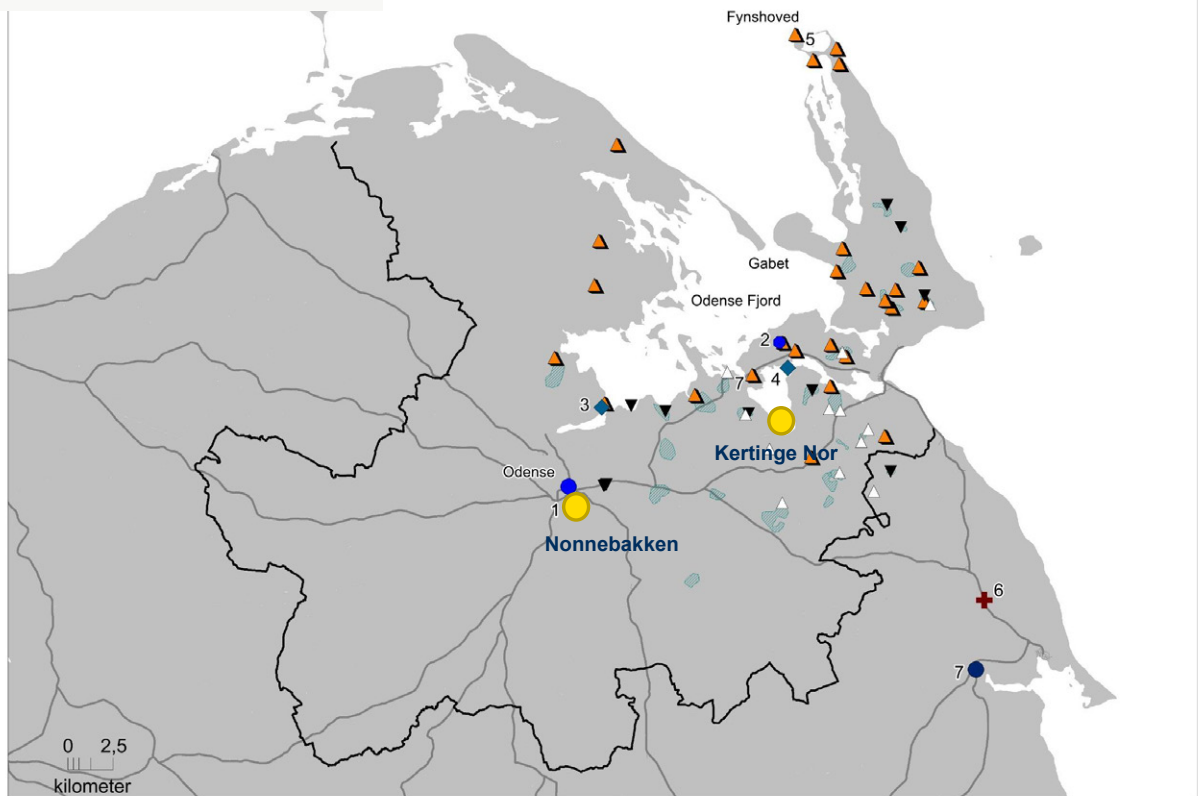 Fynshoved
5
Gabet
Odense Fjord
2
7
4
3
Kertinge Nor
Odense
1
Nonnebakken
6
7
0 2,5
kilometer